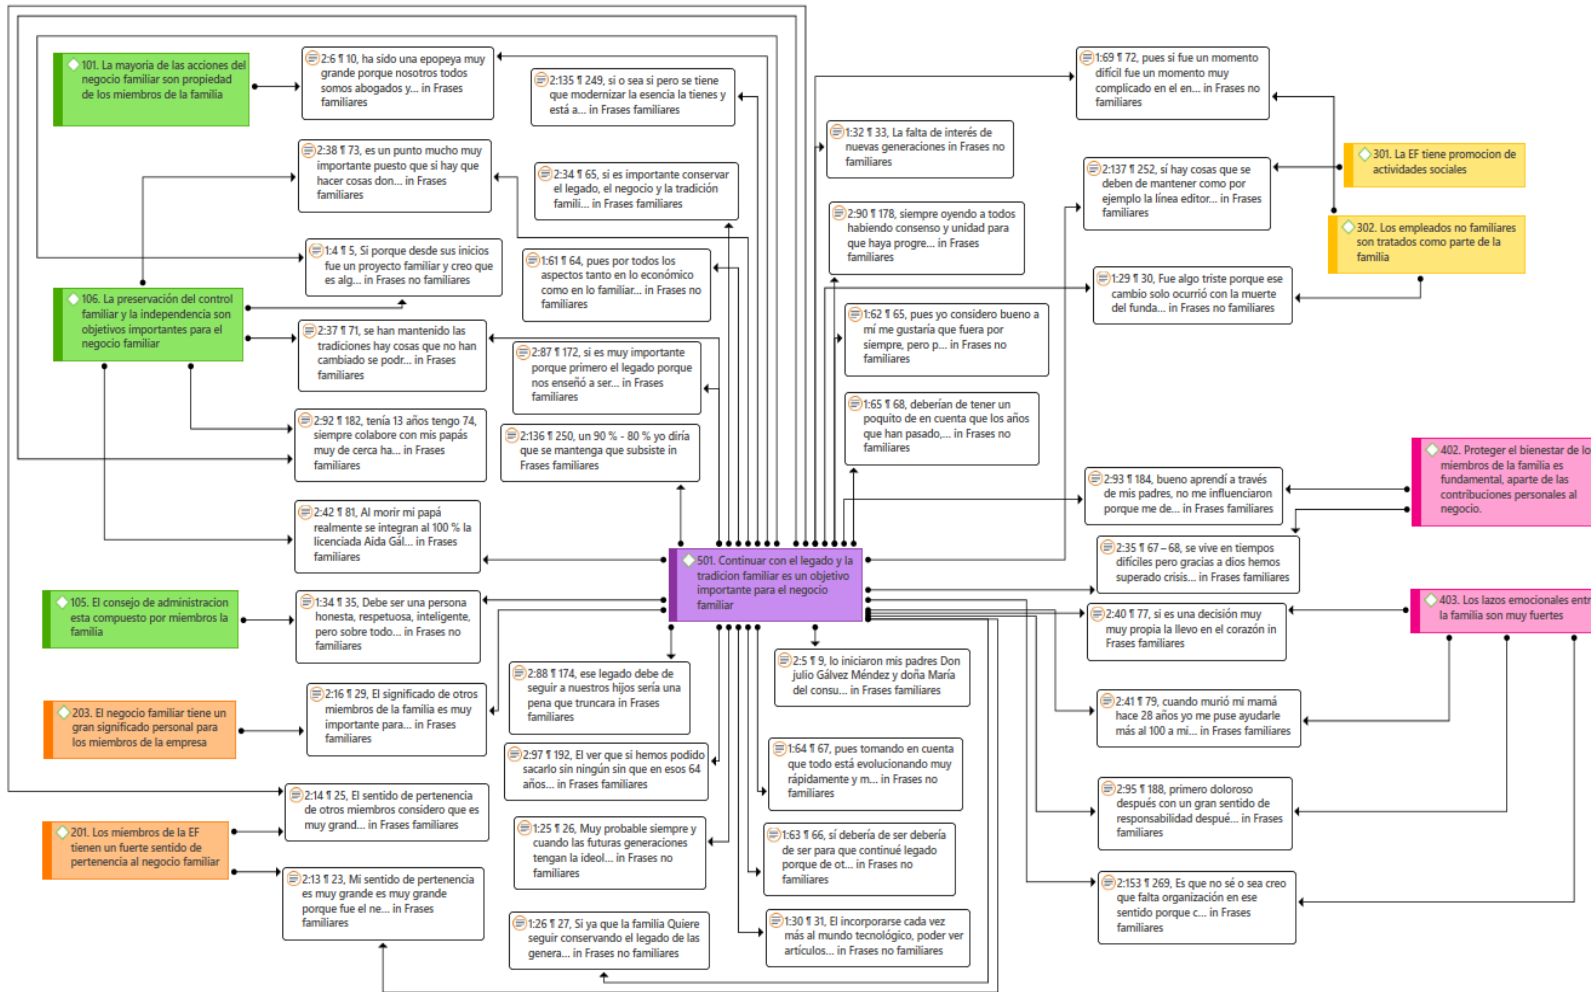 101. La mayoria de las acciones del
negocio familiar son propiedad
de los miembros de la familia
106. La preservación del control
familiar y la independencia son
objetivos importantes para el
negocio familiar
105. El consejo de administracion
esta compuesto por miembros la
familia
203. El negocio familiar tiene un
gran significado personal para
los miembros de la empresa
201. Los miembros de la EF
tienen un fuerte sentido de
pertenencia al negocio familiar
2:6 ¶ 10, ha sido una epopeya muy
grande porque nosotros todos
somos abogados y... in Frases
familiares
2:38 ¶ 73, es un punto mucho muy
importante puesto que si hay que
hacer cosas don... in Frases
familiares
1:4 ¶ 5, Si porque desde sus inicios
fue un proyecto familiar y creo que
es alg... in Frases no familiares
2:37 ¶ 71, se han mantenido las
tradiciones hay cosas que no han
cambiado se podr... in Frases
familiares
2:92 ¶ 182, tenía 13 años tengo 74,
siempre colabore con mis papás
muy de cerca ha... in Frases
familiares
2:42 ¶ 81, Al morir mi papá
realmente se integran al 100 % la
licenciada Aida Gál... in Frases
familiares
1:34 ¶ 35, Debe ser una persona
honesta, respetuosa, inteligente,
pero sobre todo... in Frases no
familiares
2:16 ¶ 29, El significado de otros
miembros de la familia es muy
importante para... in Frases
familiares
2:14 ¶ 25, El sentido de pertenencia
de otros miembros considero que es
muy grand... in Frases familiares
2:13 ¶ 23, Mi sentido de pertenencia
es muy grande es muy grande
porque fue el ne... in Frases
familiares
2:135 ¶ 249, si o sea si pero se tiene
que modernizar la esencia la tienes y
está a... in Frases familiares
2:34 ¶ 65, si es importante conservar
el legado, el negocio y la tradición
famili... in Frases familiares
1:61 ¶ 64, pues por todos los
aspectos tanto en lo económico
como en lo familiar... in Frases no
familiares
2:87 ¶ 172, si es muy importante
porque primero el legado porque
nos enseñó a ser... in Frases
familiares
2:136 ¶ 250, un 90 % - 80 % yo diría
que se mantenga que subsiste in
Frases familiares
501. Continuar con el legado y la
tradicion familiar es un objetivo
importante para el negocio
familiar
2:88 ¶ 174, ese legado debe de
seguir a nuestros hijos sería una
pena que truncara in Frases
familiares
2:97 ¶ 192, El ver que si hemos podido
sacarlo sin ningún sin que en esos 64
años... in Frases familiares
1:25 ¶ 26, Muy probable siempre y
cuando las futuras generaciones
tengan la ideol... in Frases no
familiares
1:26 ¶ 27, Si ya que la familia Quiere
seguir conservando el legado de las
genera... in Frases no familiares
2:5 ¶ 9, lo iniciaron mis padres Don
julio Gálvez Méndez y doña María
del consu... in Frases familiares
1:64 ¶ 67, pues tomando en cuenta
que todo está evolucionando muy
rápidamente y m... in Frases no
familiares
1:63 ¶ 66, sí debería de ser debería
de ser para que continué legado
porque de ot... in Frases no
familiares
1:30 ¶ 31, El incorporarse cada vez
más al mundo tecnológico, poder ver
artículos... in Frases no familiares
1:32 ¶ 33, La falta de interés de
nuevas generaciones in Frases no
familiares
2:90 ¶ 178, siempre oyendo a todos
habiendo consenso y unidad para
que haya progre... in Frases
familiares
1:62 ¶ 65, pues yo considero bueno a
mí me gustaría que fuera por
siempre, pero p... in Frases no
familiares
1:65 ¶ 68, deberían de tener un
poquito de en cuenta que los años
que han pasado,... in Frases no
familiares
1:69 ¶ 72, pues si fue un momento
difícil fue un momento muy
complicado en el en... in Frases no
familiares
2:137 ¶ 252, sí hay cosas que se
deben de mantener como por
ejemplo la línea editor... in Frases
familiares
1:29 ¶ 30, Fue algo triste porque ese
cambio solo ocurrió con la muerte
del funda... in Frases no familiares
2:93 ¶ 184, bueno aprendí a través
de mis padres, no me influenciaron
porque me de... in Frases familiares
2:35 ¶ 67 – 68, se vive en tiempos
difíciles pero gracias a dios hemos
superado crisis... in Frases familiares
2:40 ¶ 77, si es una decisión muy
muy propia la llevo en el corazón in
Frases familiares
2:41 ¶ 79, cuando murió mi mamá
hace 28 años yo me puse ayudarle
más al 100 a mi... in Frases familiares
2:95 ¶ 188, primero doloroso
después con un gran sentido de
responsabilidad despué... in Frases
familiares
2:153 ¶ 269, Es que no sé o sea creo
que falta organización en ese
sentido porque c... in Frases
familiares
301. La EF tiene promocion de
actividades sociales
302. Los empleados no familiares
son tratados como parte de la
familia
402. Proteger el bienestar de lo
miembros de la familia es
fundamental, aparte de las
contribuciones personales al
negocio.
403. Los lazos emocionales entr
la familia son muy fuertes